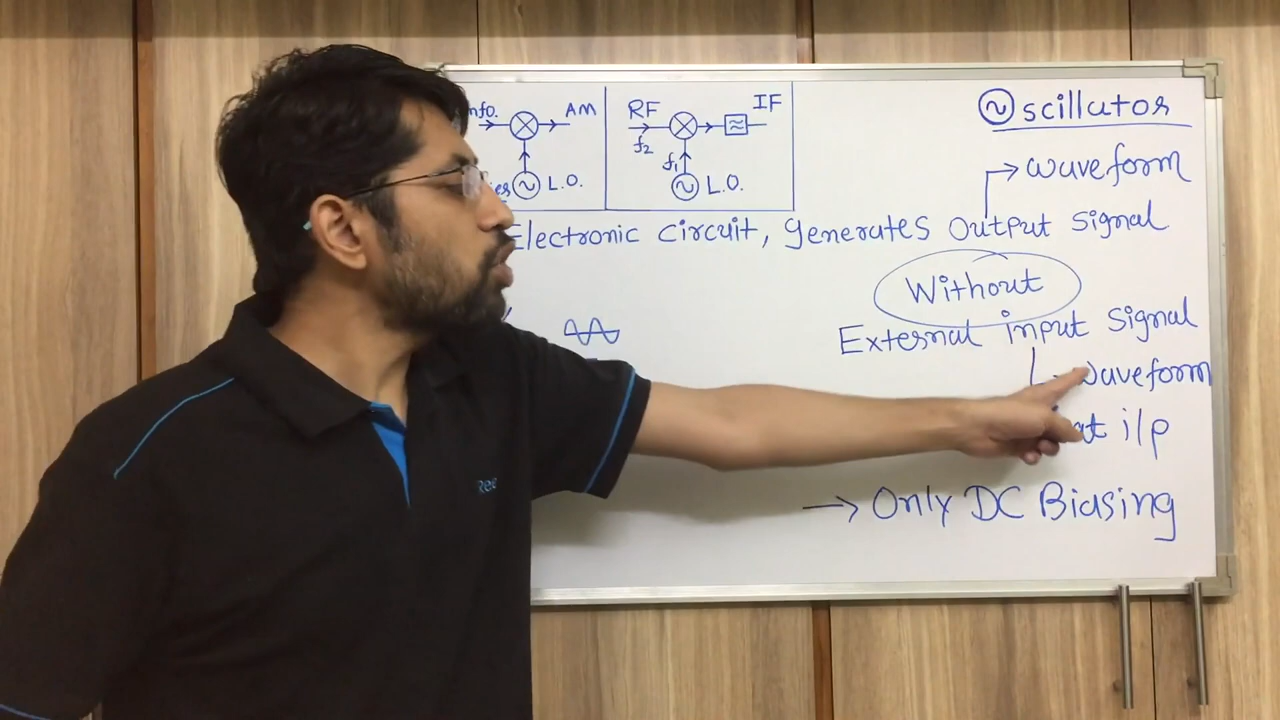 AM
L.O.
RF
f2
f1
L.O.
IF
Oscillator
waveform
Electronic circuit, generates output signal
Without
External input signal
waveform
at i/p
→ Only DC Biasing